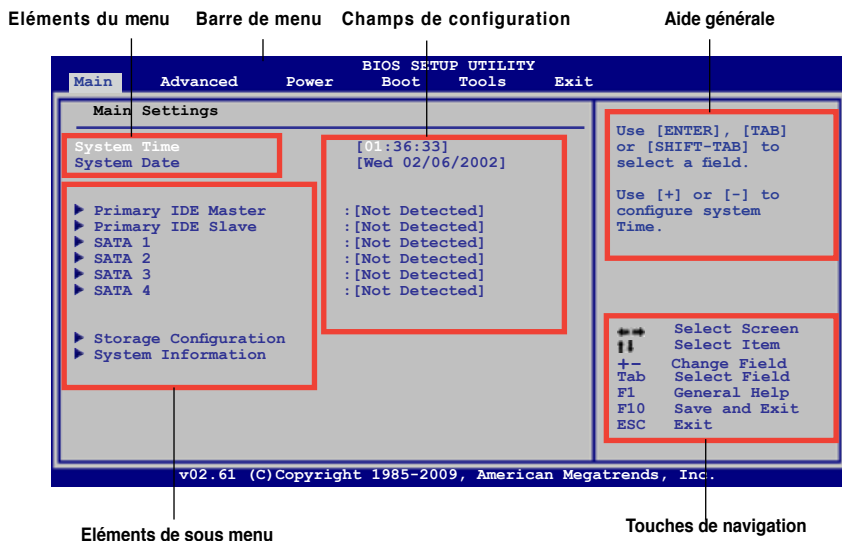 Eléments du menu Barre de menu Champs de configuration Aide générale
BIOS SETUP UTILITY
Main Advanced Power Boot Tools Exit
Main Settings
System Time [01:36:33]
System Date [Wed 02/06/2002]
Primary IDE Master :[Not Detected]
Primary IDE Slave :[Not Detected]
SATA 1 :[Not Detected]
SATA 2 :[Not Detected]
SATA 3 :[Not Detected]
SATA 4 :[Not Detected]
Storage Configuration
System Information
Use [ENTER], [TAB]
or [SHIFT-TAB] to
select a field.
Use [+] or [-] to
configure system
Time.
Select Screen
Select Item
+- Change Field
Tab Select Field
F1 General Help
F10 Save and Exit
ESC Exit
v02.61 (C)Copyright 1985-2009, American Megatrends, Inc.
Eléments de sous menu
Touches de navigation